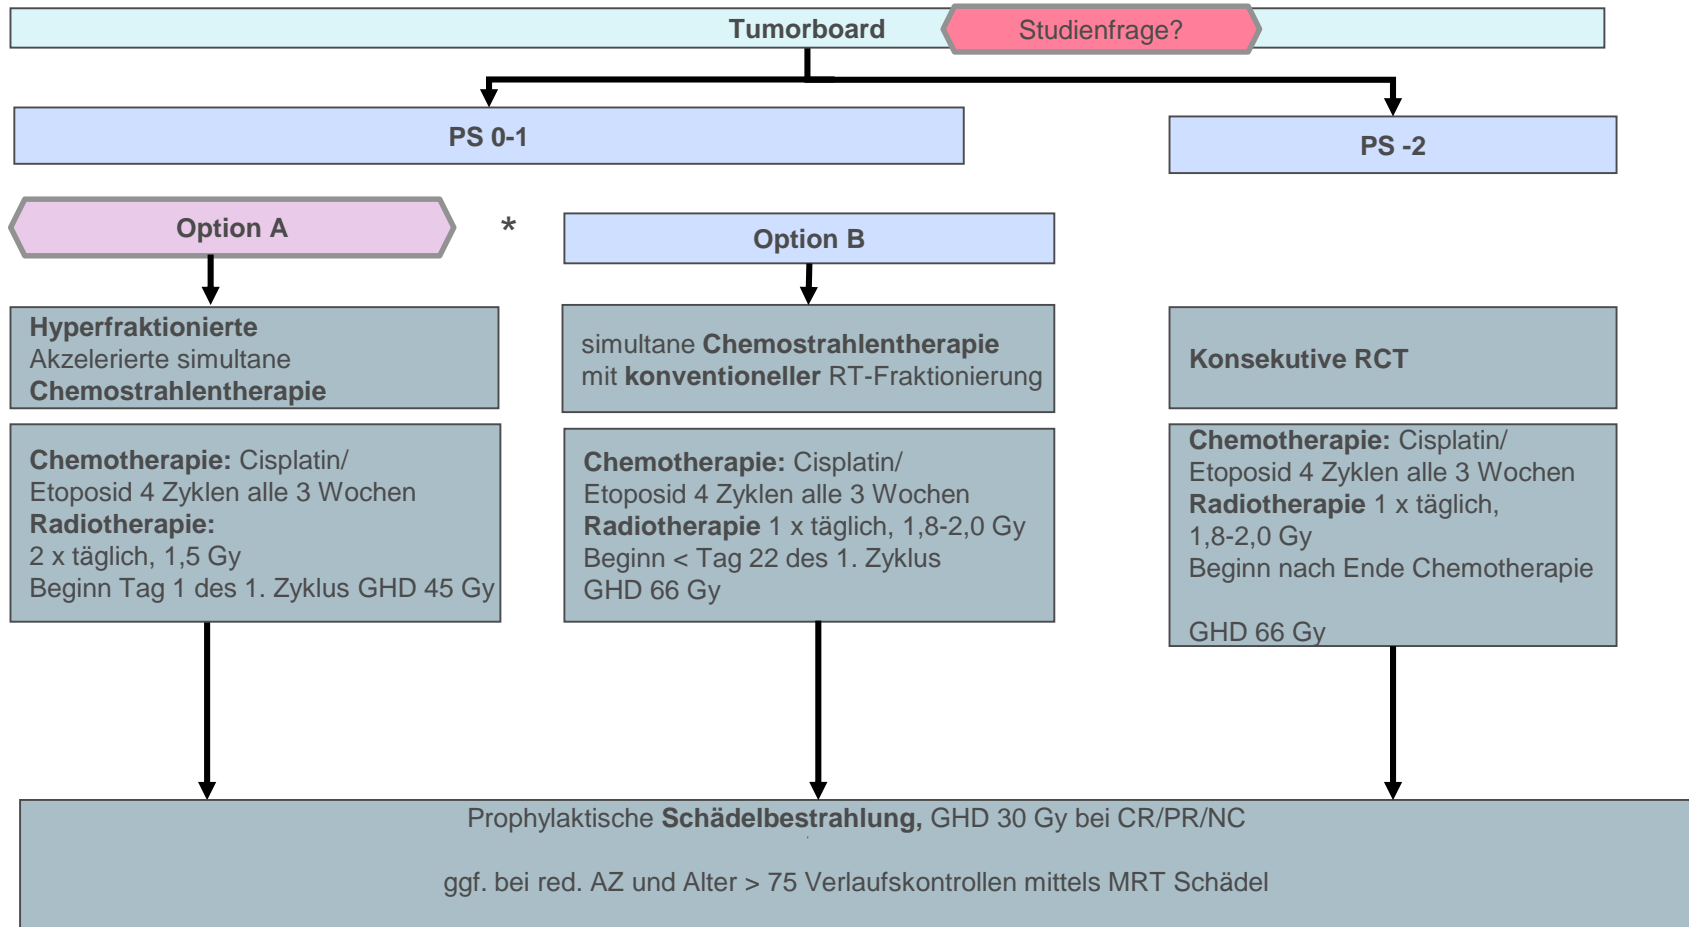 Tumorboard
Studienfrage?
PS 0-1
PS -2
Option A
*
Option B
Hyperfraktionierte
Akzelerierte simultane
Chemostrahlentherapie
simultane Chemostrahlentherapie
mit konventioneller RT-Fraktionierung
Konsekutive RCT
Chemotherapie: Cisplatin/
Etoposid 4 Zyklen alle 3 Wochen
Radiotherapie:
2 x täglich, 1,5 Gy
Beginn Tag 1 des 1. Zyklus GHD 45 Gy
Chemotherapie: Cisplatin/
Etoposid 4 Zyklen alle 3 Wochen
Radiotherapie 1 x täglich, 1,8-2,0 Gy
Beginn < Tag 22 des 1. Zyklus
GHD 66 Gy
Chemotherapie: Cisplatin/
Etoposid 4 Zyklen alle 3 Wochen
Radiotherapie 1 x täglich,
1,8-2,0 Gy
Beginn nach Ende Chemotherapie
GHD 66 Gy
Prophylaktische Schädelbestrahlung, GHD 30 Gy bei CR/PR/NC
ggf. bei red. AZ und Alter > 75 Verlaufskontrollen mittels MRT Schädel